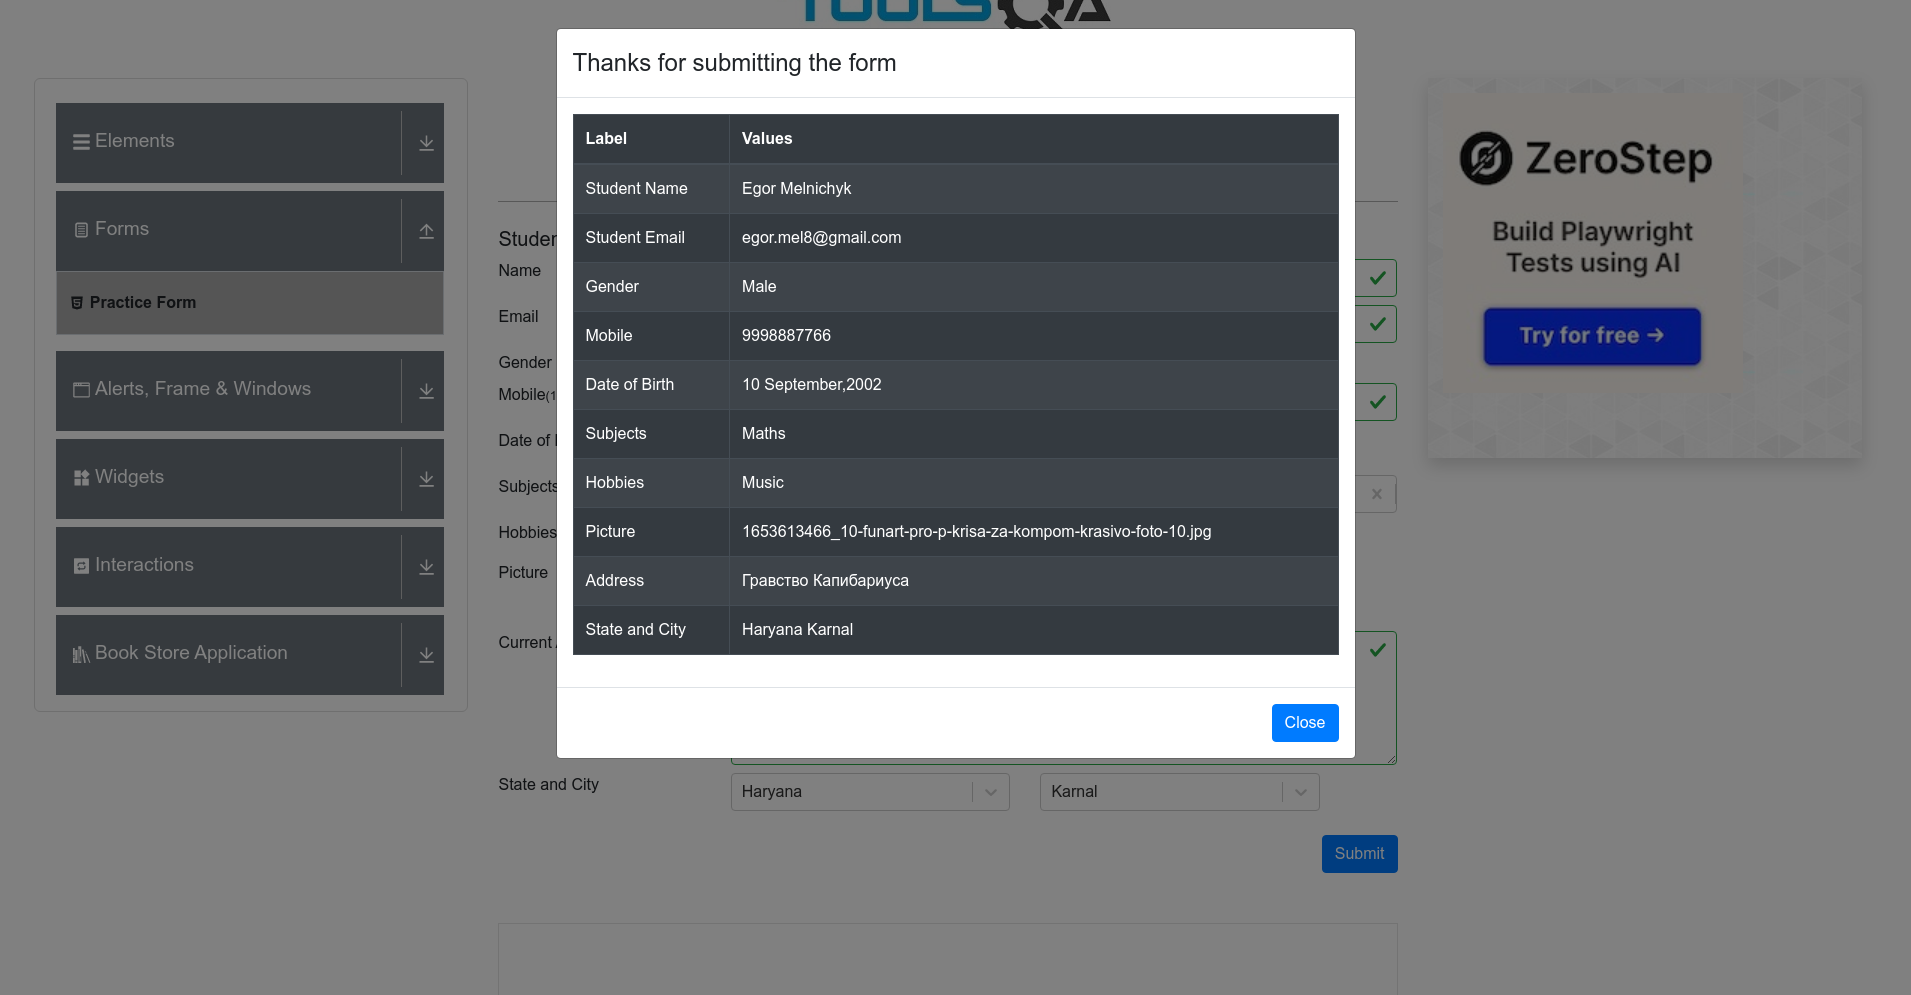 TOOLSQA
Thanks for submitting the form
Label Values
Student Name Egor Melnichyk
Student Email egor.mel8@gmail.com
Gender Male
Mobile 9998887766
Date of Birth 10 September,2002
Subjects Maths
Hobbies Music
Picture 1653613466_10-funart-pro-p-krisa-za-kompom-krasivo-foto-10.jpg
Address Гравство Капибариуса
State and City Haryana Karnal
Close
Elements
Forms
Practice Form
Alerts, Frame & Windows
Widgets
Interactions
Book Store Application
Studen
Name
Email
Gender
Mobile(1
Date of
Subjects
Hobbies
Picture
Current
State and City Haryana Karnal
Submit
ZeroStep
Build Playwright
Tests using AI
Try for free →